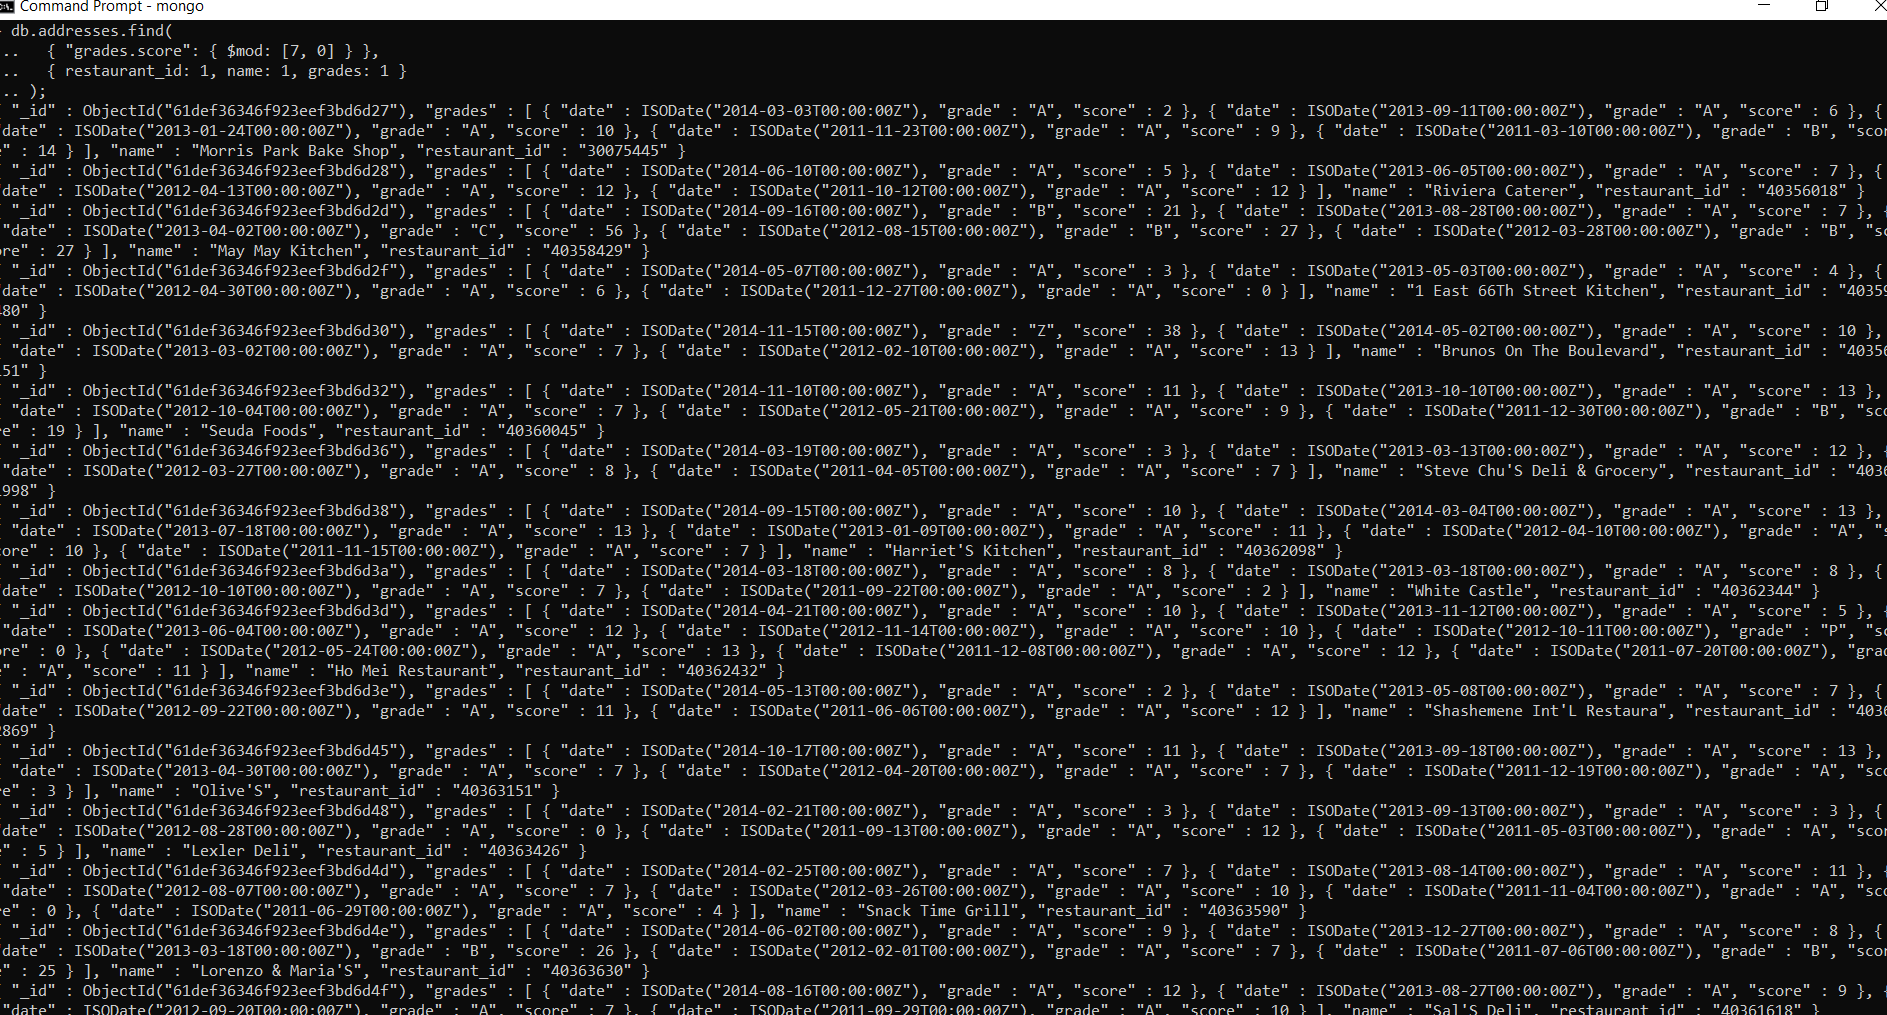 Command Prompt - mongo
db.addresses.find(
..   { "grades.score": { $mod: [7, 0] } },
..   { restaurant_id: 1, name: 1, grades: 1 }
.. );
"_id" : ObjectId("61def36346f923eef3bd6d27"), "grades" : [ { "date" : ISODate("2014-03-03T00:00:00Z"), "grade" : "A", "score" : 2 }, { "date" : ISODate("2013-09-11T00:00:00Z"), "grade" : "A", "score" : 6 }, {
date" : ISODate("2013-01-24T00:00:00Z"), "grade" : "A", "score" : 10 }, { "date" : ISODate("2011-11-23T00:00:00Z"), "grade" : "A", "score" : 9 }, { "date" : ISODate("2011-03-10T00:00:00Z"), "grade" : "B", "scor
" : 14 } ], "name" : "Morris Park Bake Shop", "restaurant_id" : "30075445" }
"_id" : ObjectId("61def36346f923eef3bd6d28"), "grades" : [ { "date" : ISODate("2014-06-10T00:00:00Z"), "grade" : "A", "score" : 5 }, { "date" : ISODate("2013-06-05T00:00:00Z"), "grade" : "A", "score" : 7 }, {
date" : ISODate("2012-04-13T00:00:00Z"), "grade" : "A", "score" : 12 }, { "date" : ISODate("2011-10-12T00:00:00Z"), "grade" : "A", "score" : 12 } ], "name" : "Riviera Caterer", "restaurant_id" : "40356018" }
"_id" : ObjectId("61def36346f923eef3bd6d2d"), "grades" : [ { "date" : ISODate("2014-09-16T00:00:00Z"), "grade" : "B", "score" : 21 }, { "date" : ISODate("2013-08-28T00:00:00Z"), "grade" : "A", "score" : 7 }, {
"date" : ISODate("2013-04-02T00:00:00Z"), "grade" : "C", "score" : 56 }, { "date" : ISODate("2012-08-15T00:00:00Z"), "grade" : "B", "score" : 27 }, { "date" : ISODate("2012-03-28T00:00:00Z"), "grade" : "B", "sc
re" : 27 } ], "name" : "May May Kitchen", "restaurant_id" : "40358429" }
"_id" : ObjectId("61def36346f923eef3bd6d2f"), "grades" : [ { "date" : ISODate("2014-05-07T00:00:00Z"), "grade" : "A", "score" : 3 }, { "date" : ISODate("2013-05-03T00:00:00Z"), "grade" : "A", "score" : 4 }, {
date" : ISODate("2012-04-30T00:00:00Z"), "grade" : "A", "score" : 6 }, { "date" : ISODate("2011-12-27T00:00:00Z"), "grade" : "A", "score" : 0 } ], "name" : "1 East 66Th Street Kitchen", "restaurant_id" : "4035
480" }
"_id" : ObjectId("61def36346f923eef3bd6d30"), "grades" : [ { "date" : ISODate("2014-11-15T00:00:00Z"), "grade" : "Z", "score" : 38 }, { "date" : ISODate("2014-05-02T00:00:00Z"), "grade" : "A", "score" : 10 },
"date" : ISODate("2013-03-02T00:00:00Z"), "grade" : "A", "score" : 7 }, { "date" : ISODate("2012-02-10T00:00:00Z"), "grade" : "A", "score" : 13 } ], "name" : "Brunos On The Boulevard", "restaurant_id" : "4035
151" }
"_id" : ObjectId("61def36346f923eef3bd6d32"), "grades" : [ { "date" : ISODate("2014-11-10T00:00:00Z"), "grade" : "A", "score" : 11 }, { "date" : ISODate("2013-10-10T00:00:00Z"), "grade" : "A", "score" : 13 },
"date" : ISODate("2012-10-04T00:00:00Z"), "grade" : "A", "score" : 7 }, { "date" : ISODate("2012-05-21T00:00:00Z"), "grade" : "A", "score" : 9 }, { "date" : ISODate("2011-12-30T00:00:00Z"), "grade" : "B", "sco
e" : 19 } ], "name" : "Seuda Foods", "restaurant_id" : "40360045" }
"_id" : ObjectId("61def36346f923eef3bd6d36"), "grades" : [ { "date" : ISODate("2014-03-19T00:00:00Z"), "grade" : "A", "score" : 3 }, { "date" : ISODate("2013-03-13T00:00:00Z"), "grade" : "A", "score" : 12 }, {
"date" : ISODate("2012-03-27T00:00:00Z"), "grade" : "A", "score" : 8 }, { "date" : ISODate("2011-04-05T00:00:00Z"), "grade" : "A", "score" : 7 } ], "name" : "Steve Chu'S Deli & Grocery", "restaurant_id" : "403
1998" }
"_id" : ObjectId("61def36346f923eef3bd6d38"), "grades" : [ { "date" : ISODate("2014-09-15T00:00:00Z"), "grade" : "A", "score" : 10 }, { "date" : ISODate("2014-03-04T00:00:00Z"), "grade" : "A", "score" : 13 },
"date" : ISODate("2013-07-18T00:00:00Z"), "grade" : "A", "score" : 13 }, { "date" : ISODate("2013-01-09T00:00:00Z"), "grade" : "A", "score" : 11 }, { "date" : ISODate("2012-04-10T00:00:00Z"), "grade" : "A", "s
ore" : 10 }, { "date" : ISODate("2011-11-15T00:00:00Z"), "grade" : "A", "score" : 7 } ], "name" : "Harriet'S Kitchen", "restaurant_id" : "40362098" }
"_id" : ObjectId("61def36346f923eef3bd6d3a"), "grades" : [ { "date" : ISODate("2014-03-18T00:00:00Z"), "grade" : "A", "score" : 8 }, { "date" : ISODate("2013-03-18T00:00:00Z"), "grade" : "A", "score" : 8 }, {
date" : ISODate("2012-10-10T00:00:00Z"), "grade" : "A", "score" : 7 }, { "date" : ISODate("2011-09-22T00:00:00Z"), "grade" : "A", "score" : 2 } ], "name" : "White Castle", "restaurant_id" : "40362344" }
"_id" : ObjectId("61def36346f923eef3bd6d3d"), "grades" : [ { "date" : ISODate("2014-04-21T00:00:00Z"), "grade" : "A", "score" : 10 }, { "date" : ISODate("2013-11-12T00:00:00Z"), "grade" : "A", "score" : 5 }, {
"date" : ISODate("2013-06-04T00:00:00Z"), "grade" : "A", "score" : 12 }, { "date" : ISODate("2012-11-14T00:00:00Z"), "grade" : "A", "score" : 10 }, { "date" : ISODate("2012-10-11T00:00:00Z"), "grade" : "P", "sc
re" : 0 }, { "date" : ISODate("2012-05-24T00:00:00Z"), "grade" : "A", "score" : 13 }, { "date" : ISODate("2011-12-08T00:00:00Z"), "grade" : "A", "score" : 12 }, { "date" : ISODate("2011-07-20T00:00:00Z"), "grad
" : "A", "score" : 11 } ], "name" : "Ho Mei Restaurant", "restaurant_id" : "40362432" }
"_id" : ObjectId("61def36346f923eef3bd6d3e"), "grades" : [ { "date" : ISODate("2014-05-13T00:00:00Z"), "grade" : "A", "score" : 2 }, { "date" : ISODate("2013-05-08T00:00:00Z"), "grade" : "A", "score" : 7 }, {
date" : ISODate("2012-09-22T00:00:00Z"), "grade" : "A", "score" : 11 }, { "date" : ISODate("2011-06-06T00:00:00Z"), "grade" : "A", "score" : 12 } ], "name" : "Shashemene Int'L Restaura", "restaurant_id" : "403
2869" }
"_id" : ObjectId("61def36346f923eef3bd6d45"), "grades" : [ { "date" : ISODate("2014-10-17T00:00:00Z"), "grade" : "A", "score" : 11 }, { "date" : ISODate("2013-09-18T00:00:00Z"), "grade" : "A", "score" : 13 },
"date" : ISODate("2013-04-30T00:00:00Z"), "grade" : "A", "score" : 7 }, { "date" : ISODate("2012-04-20T00:00:00Z"), "grade" : "A", "score" : 7 }, { "date" : ISODate("2011-12-19T00:00:00Z"), "grade" : "A", "sco
e" : 3 } ], "name" : "Olive'S", "restaurant_id" : "40363151" }
"_id" : ObjectId("61def36346f923eef3bd6d48"), "grades" : [ { "date" : ISODate("2014-02-21T00:00:00Z"), "grade" : "A", "score" : 3 }, { "date" : ISODate("2013-09-13T00:00:00Z"), "grade" : "A", "score" : 3 }, {
date" : ISODate("2012-08-28T00:00:00Z"), "grade" : "A", "score" : 0 }, { "date" : ISODate("2011-09-13T00:00:00Z"), "grade" : "A", "score" : 12 }, { "date" : ISODate("2011-05-03T00:00:00Z"), "grade" : "A", "scor
" : 5 } ], "name" : "Lexler Deli", "restaurant_id" : "40363426" }
"_id" : ObjectId("61def36346f923eef3bd6d4d"), "grades" : [ { "date" : ISODate("2014-02-25T00:00:00Z"), "grade" : "A", "score" : 7 }, { "date" : ISODate("2013-08-14T00:00:00Z"), "grade" : "A", "score" : 11 }, {
"date" : ISODate("2012-08-07T00:00:00Z"), "grade" : "A", "score" : 7 }, { "date" : ISODate("2012-03-26T00:00:00Z"), "grade" : "A", "score" : 10 }, { "date" : ISODate("2011-11-04T00:00:00Z"), "grade" : "A", "sco
e" : 0 }, { "date" : ISODate("2011-06-29T00:00:00Z"), "grade" : "A", "score" : 4 } ], "name" : "Snack Time Grill", "restaurant_id" : "40363590" }
"_id" : ObjectId("61def36346f923eef3bd6d4e"), "grades" : [ { "date" : ISODate("2014-06-02T00:00:00Z"), "grade" : "A", "score" : 9 }, { "date" : ISODate("2013-12-27T00:00:00Z"), "grade" : "A", "score" : 8 }, {
date" : ISODate("2013-03-18T00:00:00Z"), "grade" : "B", "score" : 26 }, { "date" : ISODate("2012-02-01T00:00:00Z"), "grade" : "A", "score" : 7 }, { "date" : ISODate("2011-07-06T00:00:00Z"), "grade" : "B", "scor
" : 25 } ], "name" : "Lorenzo & Maria'S", "restaurant_id" : "40363630" }
"_id" : ObjectId("61def36346f923eef3bd6d4f"), "grades" : [ { "date" : ISODate("2014-08-16T00:00:00Z"), "grade" : "A", "score" : 12 }, { "date" : ISODate("2013-08-27T00:00:00Z"), "grade" : "A", "score" : 9 }, {
"date" : ISODate("2012-09-20T00:00:00Z"), "grade" : "A", "score" : 7 }, { "date" : ISODate("2011-09-29T00:00:00Z"), "grade" : "A", "score" : 10 } ], "name" : "Sal'S Deli", "restaurant_id" : "40361618" }